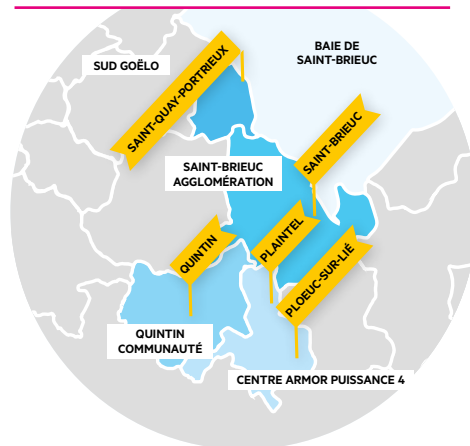 BAIE DE
SAINT-BRIEUC
SUD GOËLO
SAINT-QUAY-PORTRIEUX
SAINT-BRIEUC
AGGLOMÉRATION
SAINT-BRIEUC
QUINTIN
PLAINTEL
PLOEUC-SUR-LIÉ
QUINTIN
COMMUNAUTÉ
CENTRE ARMOR PUISSANCE 4